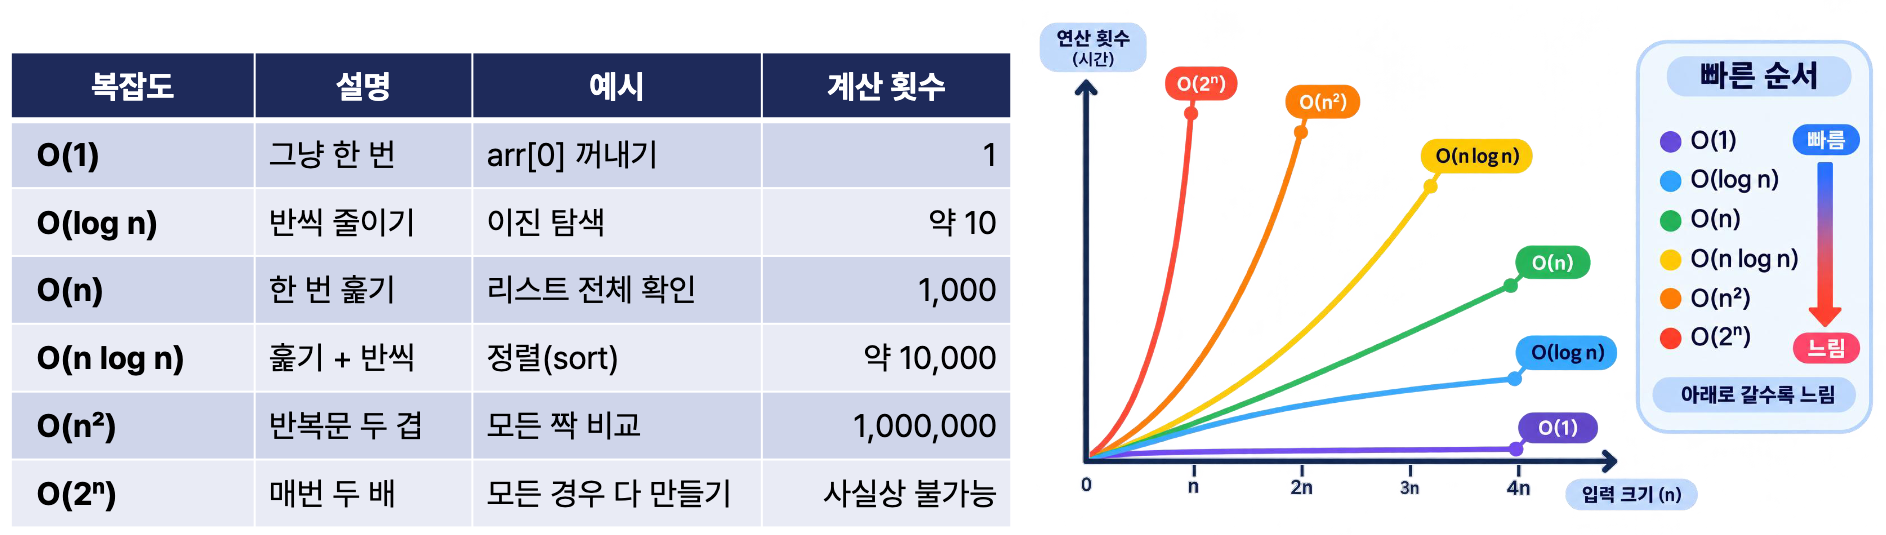 복잡도 설명 예시 계산 횟수
O(1) 그냥 한 번 arr[0] 꺼내기 1
O(log n) 반씩 줄이기 이진 탐색 약 10
O(n) 한 번 훑기 리스트 전체 확인 1,000
O(n log n) 훑기 + 반씩 정렬(sort) 약 10,000
O(n²) 반복문 두 겹 모든 짝 비교 1,000,000
O(2ⁿ) 매번 두 배 모든 경우 다 만들기 사실상 불가능
연산 횟수
(시간)
O(2ⁿ)
O(n²)
O(n log n)
O(n)
O(log n)
O(1)
0 n 2n 3n 4n
입력 크기 (n)
빠른 순서
O(1) 빠름
O(log n)
O(n)
O(n log n)
O(n²)
O(2ⁿ) 느림
아래로 갈수록 느림